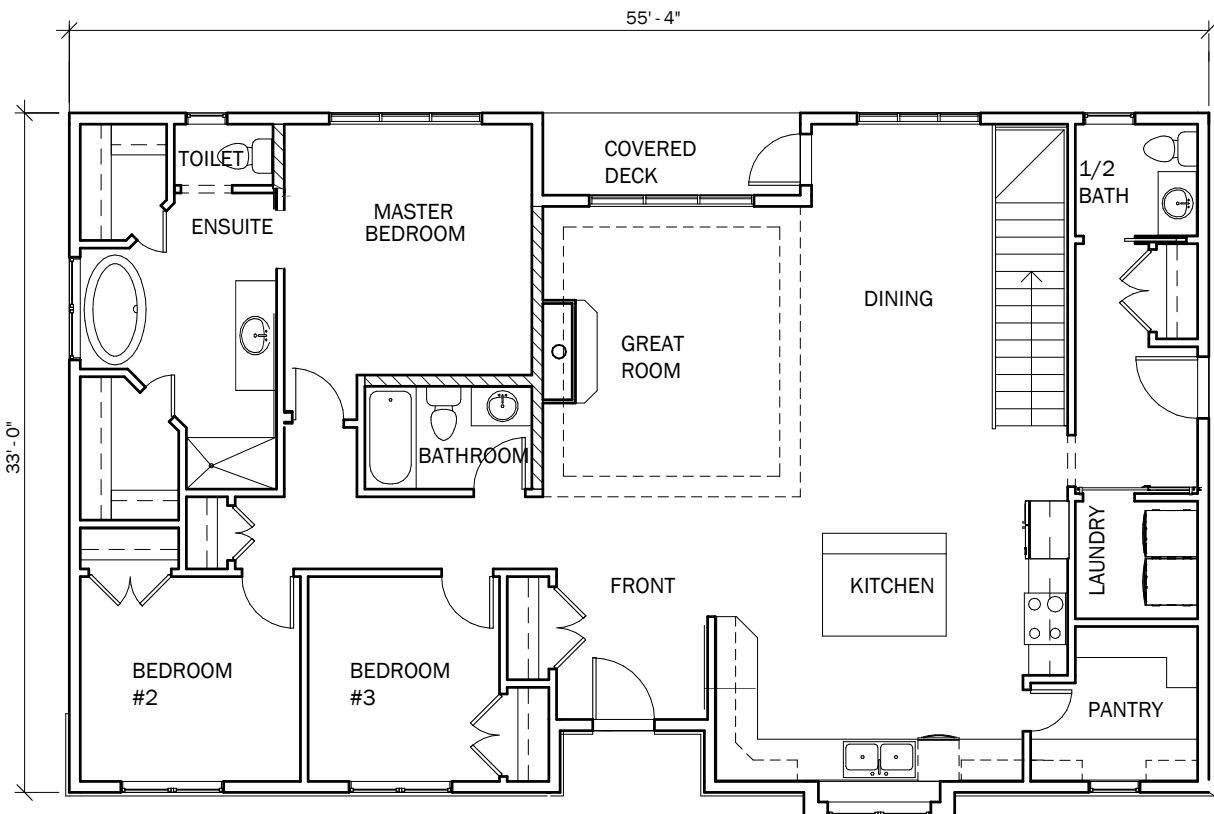 55' - 4"
COVERED
DECK
TOILET
1/2
BATH
ENSUITE
MASTER
BEDROOM
DINING
GREAT
ROOM
33' - 0"
BATHROOM
LAUNDRY
FRONT
KITCHEN
BEDROOM
#2
BEDROOM
#3
PANTRY